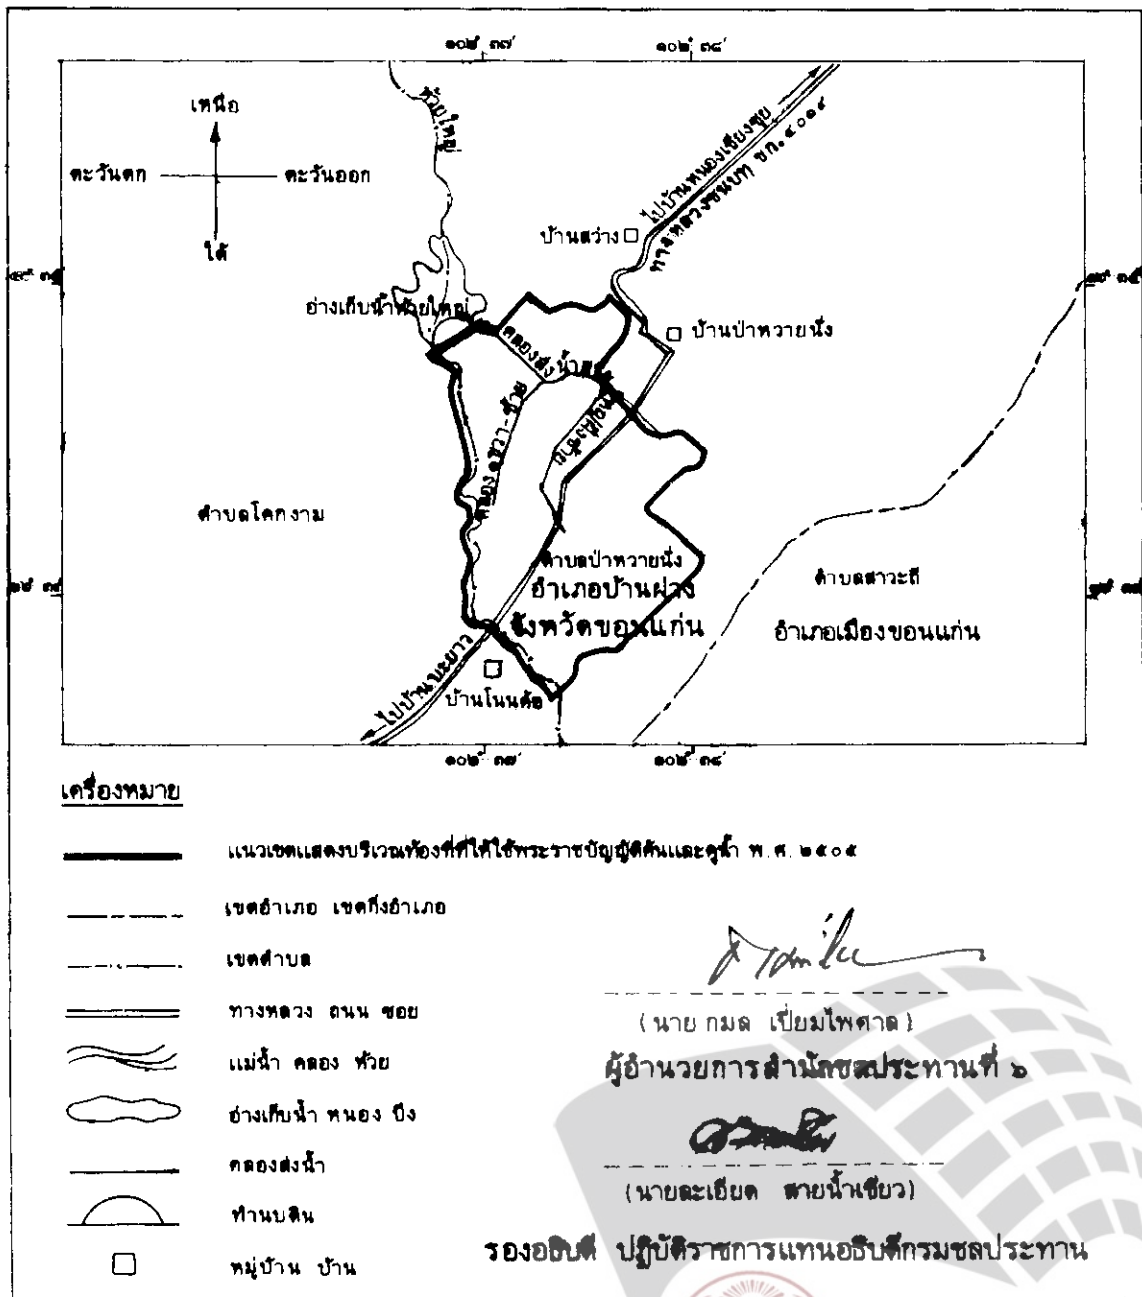 ๑๐๒° ๓๗′ ๑๐๒° ๓๘′
เหนือ
ตะวันตก ตะวันออก
ใต้
ห้วยใหญ่
ไปบ้านหนองเซียงซุย
ทางหลวงชนบท ขก. ๔๐๑๔
บ้านสว่าง
อ่างเก็บน้ำห้วยใหญ่
บ้านป่าหวายนั่ง
คลองส่งน้ำ
ตำบลโคกงาม
ตำบลป่าหวายนั่ง
อำเภอบ้านฝาง
จังหวัดขอนแก่น
ตำบลสาวะถี
อำเภอเมืองขอนแก่น
ไปบ้านมะยาว
บ้านโนนค้อ
๑๐๒° ๓๗′ ๑๐๒° ๓๘′
เครื่องหมาย
แนวเขตแสดงบริเวณท้องที่ที่ให้ใช้พระราชบัญญัติคันและคูน้ำ พ.ศ. ๒๕๐๕
เขตอำเภอ เขตกิ่งอำเภอ
เขตตำบล
ทางหลวง ถนน ซอย
แม่น้ำ คลอง ห้วย
อ่างเก็บน้ำ หนอง บึง
คลองส่งน้ำ
ทำนบดิน
หมู่บ้าน บ้าน
(นายกมล เปี่ยมไพศาล)
ผู้อำนวยการสำนักชลประทานที่ ๖
(นายละเอียด สายน้ำเขียว)
รองอธิบดี ปฏิบัติราชการแทนอธิบดีกรมชลประทาน